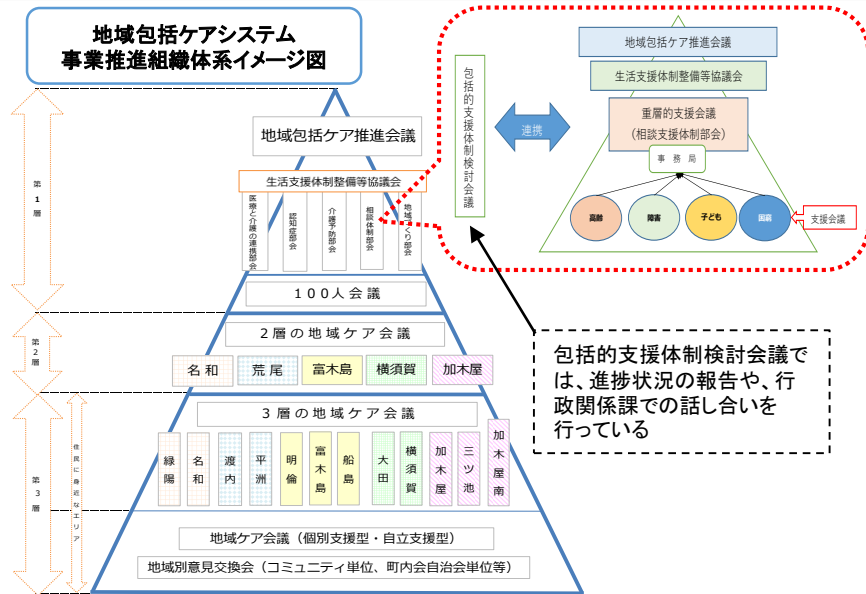 地域包括ケアシステム
事業推進組織体系イメージ図
第1層
第2層
第3層
住民に身近なエリア
地域包括ケア推進会議
生活支援体制整備等協議会
医療と介護の連携部会
認知症部会
介護予防部会
相談体制部会
地域づくり部会
100人会議
2層の地域ケア会議
名和
荒尾
富木島
横須賀
加木屋
3層の地域ケア会議
緑陽
名和
渡内
平洲
明倫
富木島
船島
大田
横須賀
加木屋
三ツ池
加木屋南
地域ケア会議（個別支援型・自立支援型）
地域別意見交換会（コミュニティ単位、町内会自治会単位等）
包括的支援体制検討会議
連携
地域包括ケア推進会議
生活支援体制整備等協議会
重層的支援会議
（相談支援体制部会）
事務局
高齢
障害
子ども
困窮
支援会議
包括的支援体制検討会議で
は、進捗状況の報告や、行
政関係課での話し合いを
行っている